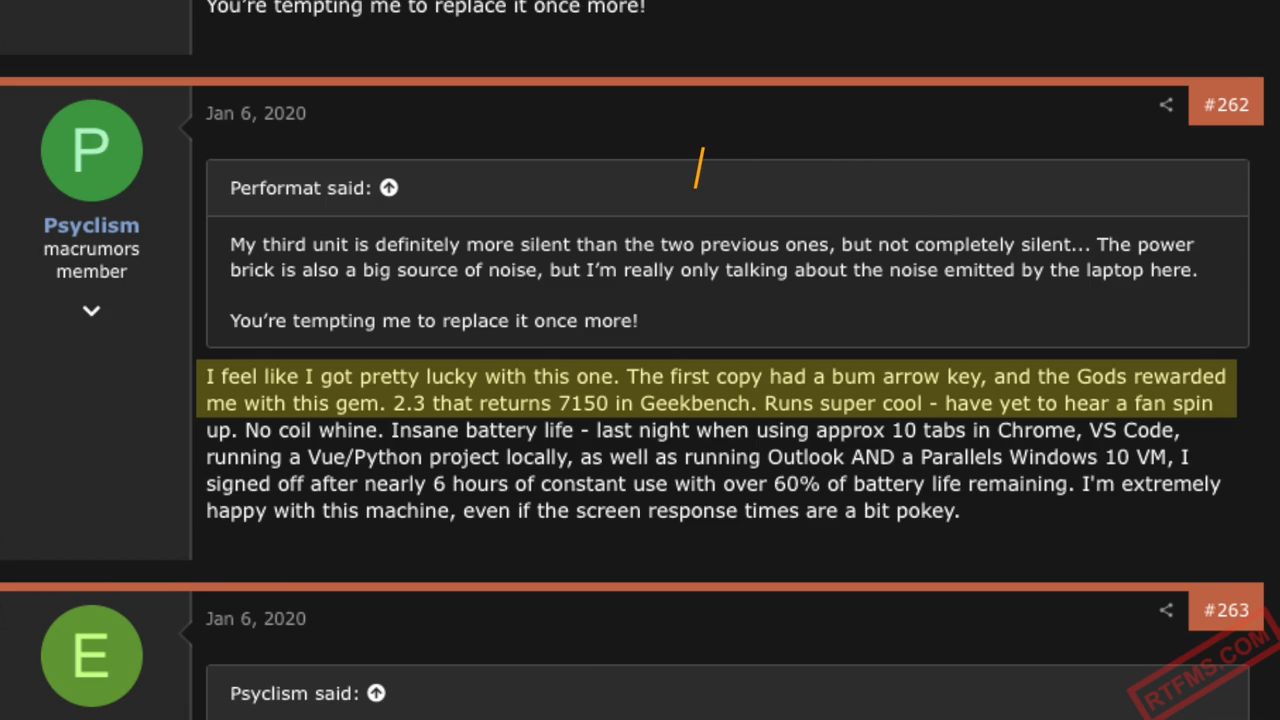 You're tempting me to replace it once more!
Jan 6, 2020
#262
P
Psyclism
macrumors
member
Performat said:
My third unit is definitely more silent than the two previous ones, but not completely silent... The power
brick is also a big source of noise, but I’m really only talking about the noise emitted by the laptop here.
You’re tempting me to replace it once more!
I feel like I got pretty lucky with this one. The first copy had a bum arrow key, and the Gods rewarded
me with this gem. 2.3 that returns 7150 in Geekbench. Runs super cool - have yet to hear a fan spin
up. No coil whine. Insane battery life - last night when using approx 10 tabs in Chrome, VS Code,
running a Vue/Python project locally, as well as running Outlook AND a Parallels Windows 10 VM, I
signed off after nearly 6 hours of constant use with over 60% of battery life remaining. I'm extremely
happy with this machine, even if the screen response times are a bit pokey.
Jan 6, 2020
#263
E
Psyclism said:
RTFMS.COM